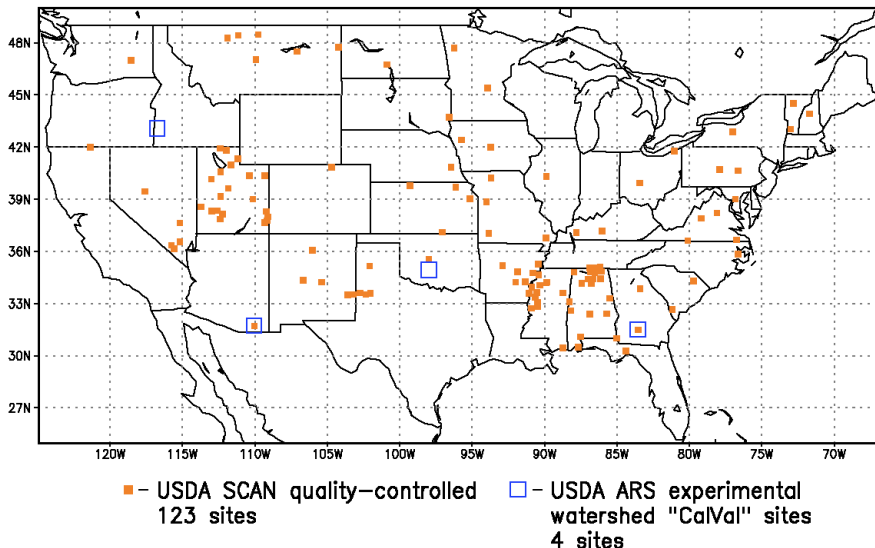 48N
45N
42N
39N
36N
33N
30N
27N
120W 115W 110W 105W 100W 95W 90W 85W 80W 75W 70W
– USDA SCAN quality–controlled
123 sites
– USDA ARS experimental
watershed "CalVal" sites
4 sites